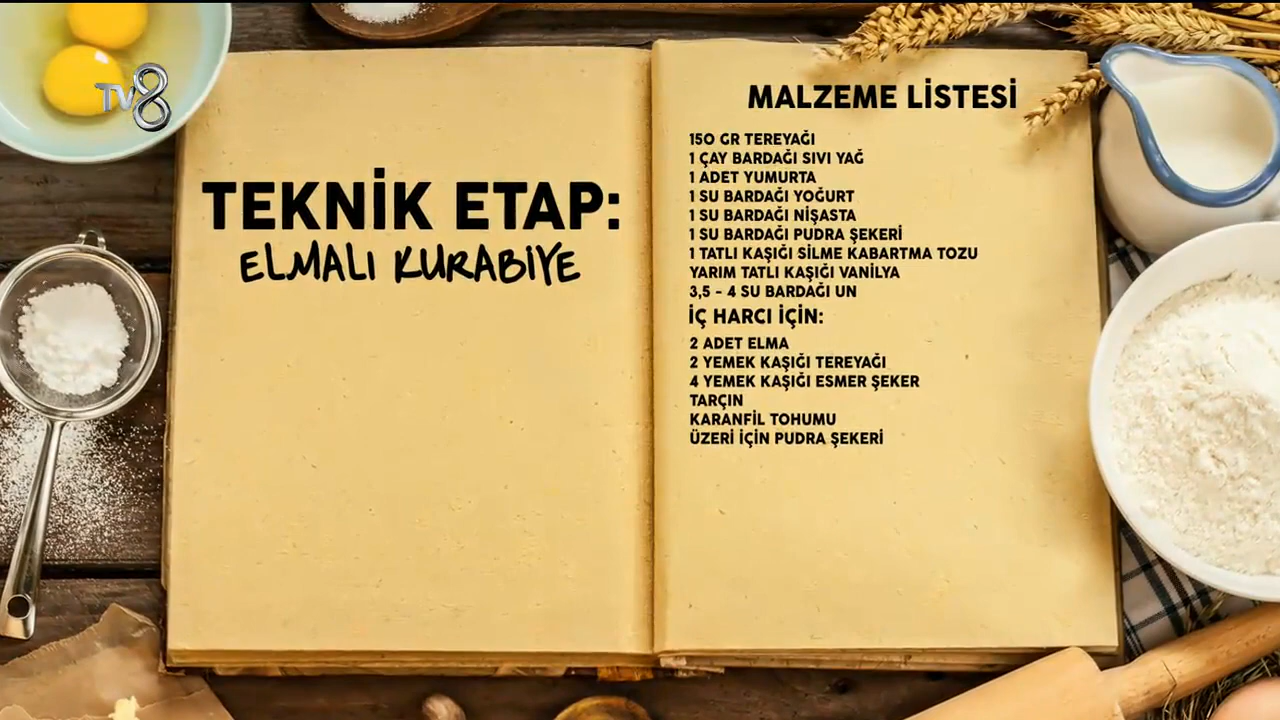 TV8
TEKNİK ETAP:
ELMALI KURABİYE
MALZEME LİSTESİ
150 GR TEREYAĞI
1 ÇAY BARDAĞI SIVI YAĞ
1 ADET YUMURTA
1 SU BARDAĞI YOĞURT
1 SU BARDAĞI NİŞASTA
1 SU BARDAĞI PUDRA ŞEKERİ
1 TATLI KAŞIĞI SİLME KABARTMA TOZU
YARIM TATLI KAŞIĞI VANİLYA
3,5 - 4 SU BARDAĞI UN
İÇ HARCI İÇİN:
2 ADET ELMA
2 YEMEK KAŞIĞI TEREYAĞI
4 YEMEK KAŞIĞI ESMER ŞEKER
TARÇIN
KARANFİL TOHUMU
ÜZERİ İÇİN PUDRA ŞEKERİ